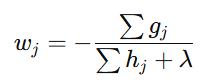 w_j = -\frac{\sum g_j}{\sum h_j + \lambda}